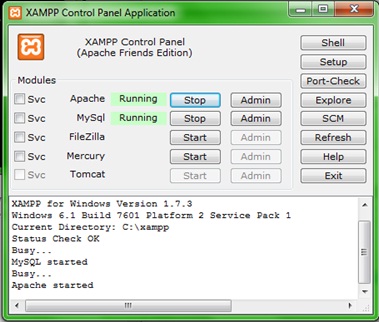 XAMPP Control Panel Application
XAMPP Control Panel
(Apache Friends Edition)
Shell
Setup
Modules
Port-Check
Svc Apache Running Stop Admin Explore
Svc MySql Running Stop Admin SCM
Svc FileZilla Start Admin Refresh
Svc Mercury Start Admin Help
Svc Tomcat Start Admin Exit
XAMPP for Windows Version 1.7.3
Windows 6.1 Build 7601 Platform 2 Service Pack 1
Current Directory: C:\xampp
Status Check OK
Busy...
MySQL started
Busy...
Apache started